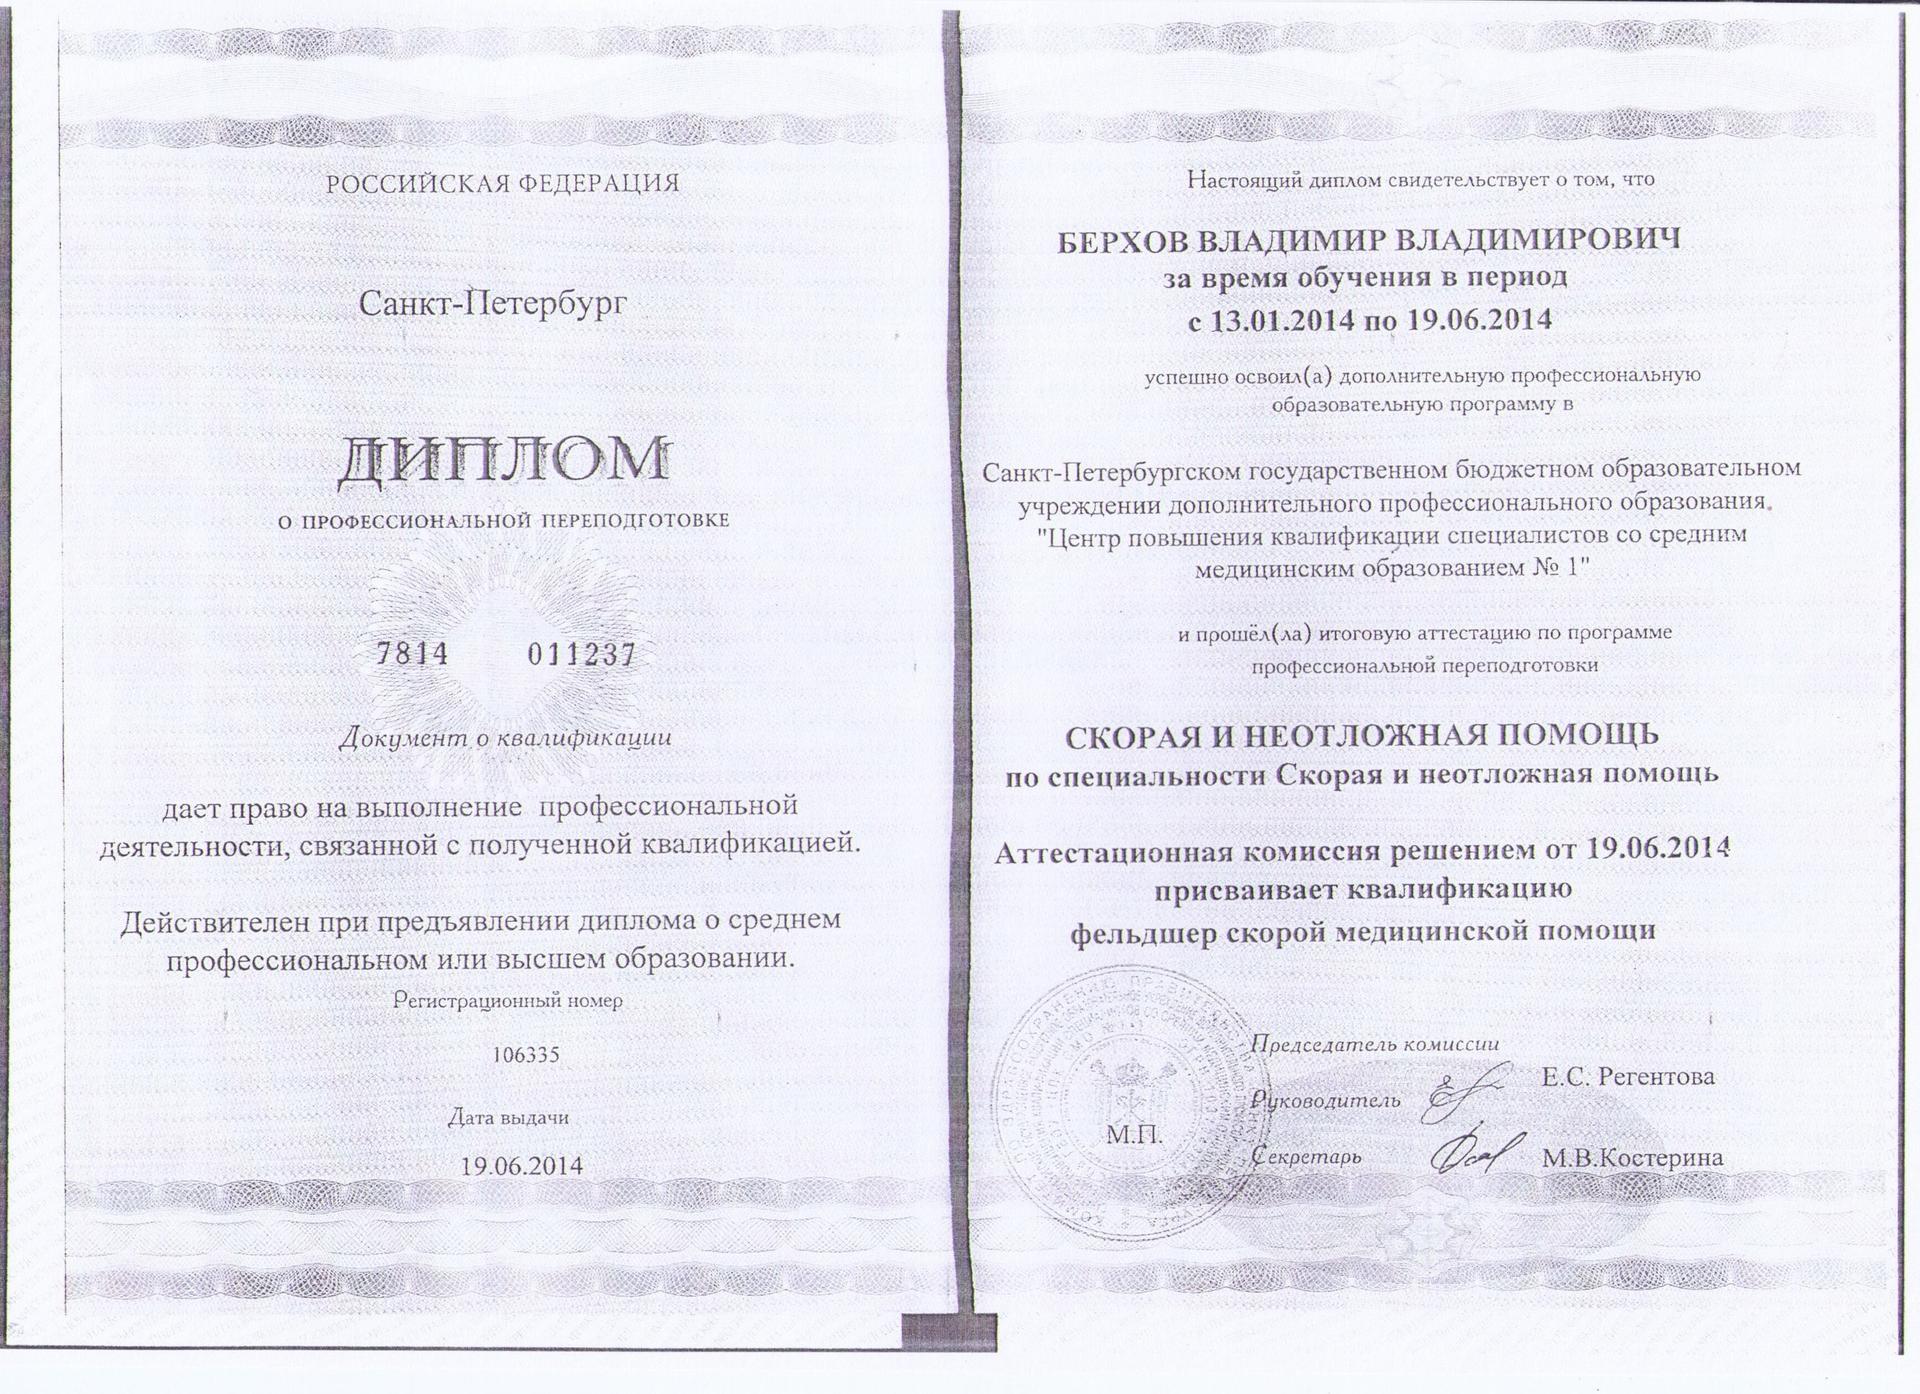 РОССИЙСКАЯ ФЕДЕРАЦИЯ
Санкт-Петербург
ДИПЛОМ
О ПРОФЕССИОНАЛЬНОЙ ПЕРЕПОДГОТОВКЕ
7814 011237
Документ о квалификации
дает право на выполнение профессиональной
деятельности, связанной с полученной квалификацией.
Действителен при предъявлении диплома о среднем
профессиональном или высшем образовании.
Регистрационный номер
106335
Дата выдачи
19.06.2014
Настоящий диплом свидетельствует о том, что
БЕРХОВ ВЛАДИМИР ВЛАДИМИРОВИЧ
за время обучения в период
с 13.01.2014 по 19.06.2014
успешно освоил(а) дополнительную профессиональную
образовательную программу в
Санкт-Петербургском государственном бюджетном образовательном
учреждении дополнительного профессионального образования.
"Центр повышения квалификации специалистов со средним
медицинским образованием № 1"
и прошёл(ла) итоговую аттестацию по программе
профессиональной переподготовки
СКОРАЯ И НЕОТЛОЖНАЯ ПОМОЩЬ
по специальности Скорая и неотложная помощь
Аттестационная комиссия решением от 19.06.2014
присваивает квалификацию
фельдшер скорой медицинской помощи
Председатель комиссии
Е.С. Регентова
Руководитель
М.П.
Секретарь
М.В.Костерина